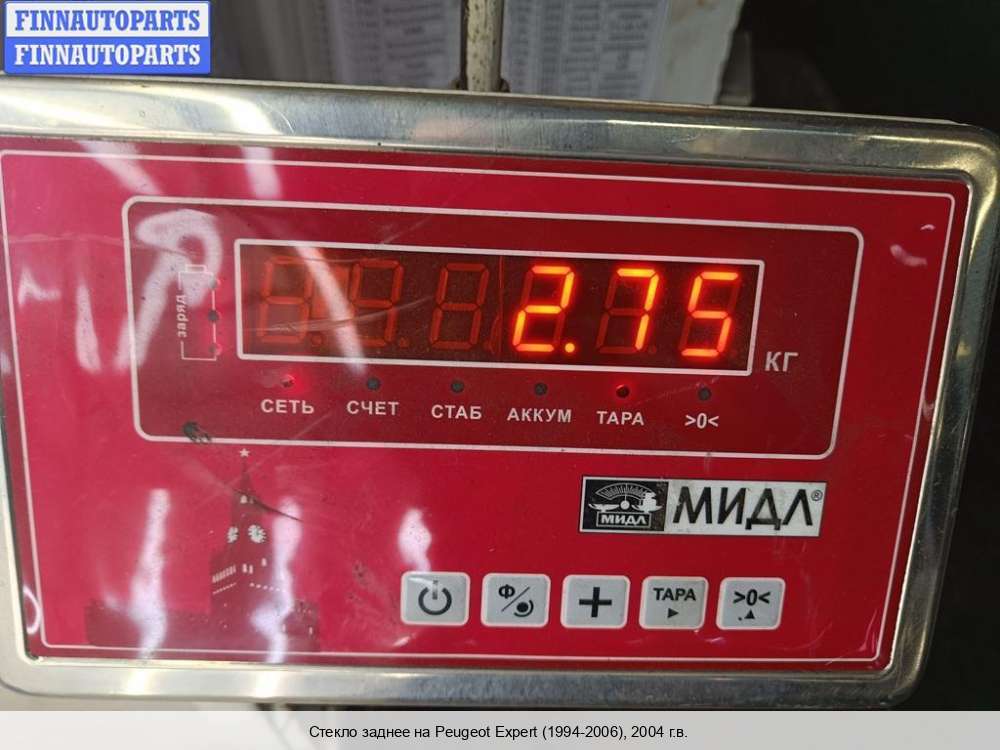 FINNAUTOPARTS
FINNAUTOPARTS
заряд
2.75
КГ
СЕТЬ СЧЕТ СТАБ АККУМ ТАРА >0<
МИДЛ МИДЛ®
Ф ТАРА >0<
Стекло заднее на Peugeot Expert (1994-2006), 2004 г.в.